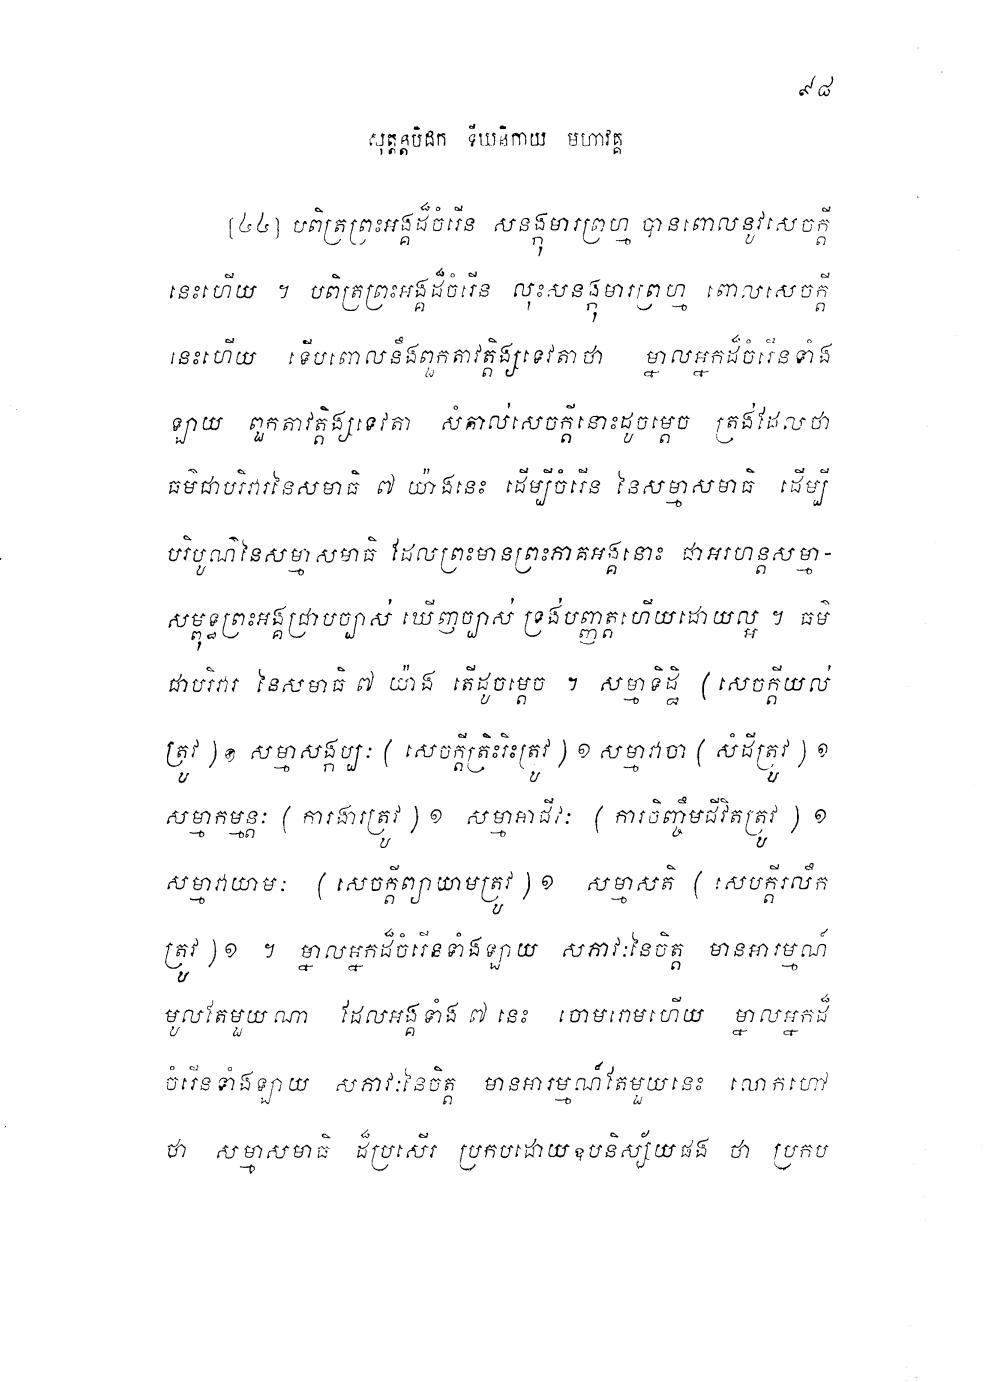 ៩៨
សុត្តន្តបិដក ទីឃនិកាយ មហាវគ្គ
[៤៤] បពិត្រព្រះអង្គដ៏ចំរើន សនង្កុមារព្រហ្ម បានពោលនូវសេចក្តី
នេះហើយ ។ បពិត្រព្រះអង្គដ៏ចំរើន លុះសនង្កុមារព្រហ្ម ពោលសេចក្តី
នេះហើយ ទើបពោលនឹងពួកតាវត្តិង្សទេវតាថា ម្នាលអ្នកដ៏ចំរើនទាំង
ឡាយ ពួកតាវត្តិង្សទេវតា សំគាល់សេចក្តីនោះដូចម្តេច ត្រង់ដែលថា
ធម៌ជាបរិវារនៃសមាធិ ៧ យ៉ាងនេះ ដើម្បីចំរើន នៃសម្មាសមាធិ ដើម្បី
បរិបូណ៌នៃសម្មាសមាធិ ដែលព្រះមានព្រះភាគអង្គនោះ ជាអរហន្តសម្មា-
សម្ពុទ្ធព្រះអង្គជ្រាបច្បាស់ ឃើញច្បាស់ ទ្រង់បញ្ញត្តហើយដោយល្អ ។ ធម៌
ជាបរិវារ នៃសមាធិ ៧ យ៉ាង តើដូចម្តេច ។ សម្មាទិដ្ឋិ (សេចក្តីយល់
ត្រូវ) ១ សម្មាសង្កប្បៈ (សេចក្តីត្រិះរិះត្រូវ) ១ សម្មាវាចា (សំដីត្រូវ) ១
សម្មាកម្មន្តៈ (ការងារត្រូវ) ១ សម្មាអាជីវៈ (ការចិញ្ចឹមជីវិតត្រូវ) ១
សម្មាវាយាមៈ (សេចក្តីព្យាយាមត្រូវ) ១ សម្មាសតិ (សេចក្តីរលឹក
ត្រូវ) ១ ។ ម្នាលអ្នកដ៏ចំរើនទាំងឡាយ សភាវៈនៃចិត្ត មានអារម្មណ៍
មូលតែមួយណា ដែលអង្គទាំង ៧ នេះ ចោមរោមហើយ ម្នាលអ្នកដ៏
ចំរើនទាំងឡាយ សភាវៈនៃចិត្ត មានអារម្មណ៍តែមួយនេះ លោកហៅ
ថា សម្មាសមាធិ ដ៏ប្រសើរ ប្រកបដោយឧបនិស្ស័យផង ថា ប្រកប